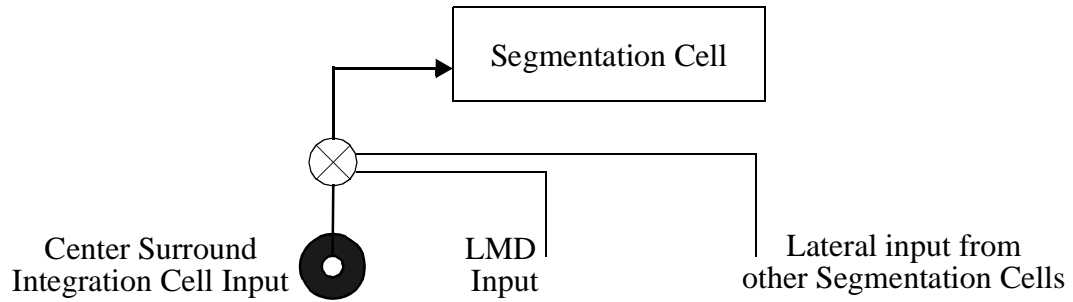 Segmentation Cell
Center Surround
Integration Cell Input
LMD
Input
Lateral input from
other Segmentation Cells